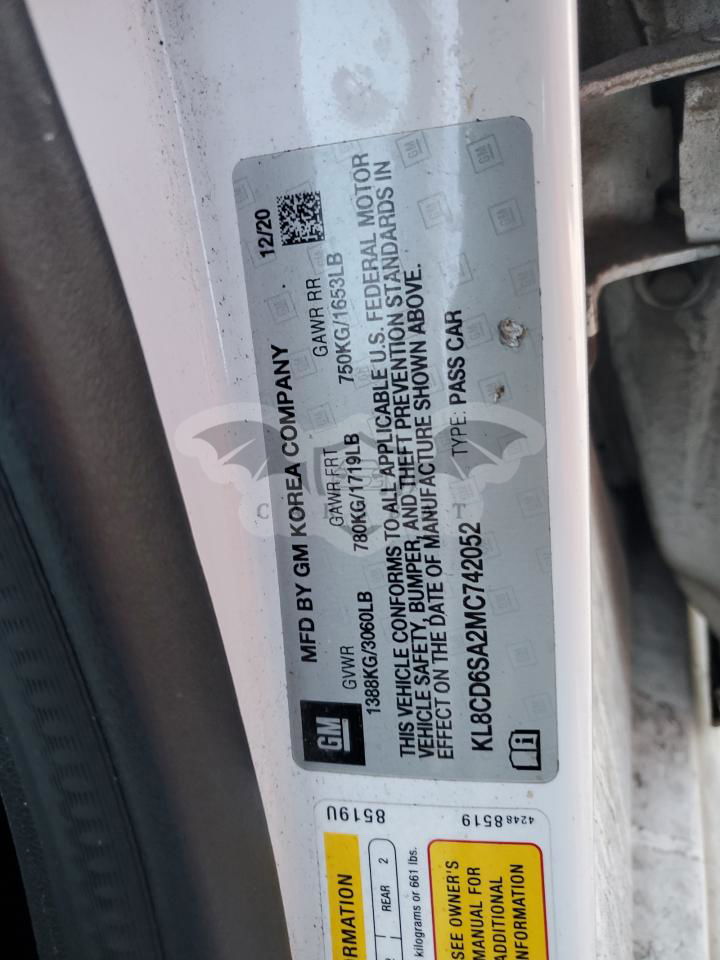 12/20
MFD BY GM KOREA COMPANY
GM
GVWR GAWR FRT GAWR RR
1388KG/3060LB 780KG/1719LB 750KG/1653LB
THIS VEHICLE CONFORMS TO ALL APPLICABLE U.S. FEDERAL MOTOR
VEHICLE SAFETY, BUMPER, AND THEFT PREVENTION STANDARDS IN
EFFECT ON THE DATE OF MANUFACTURE SHOWN ABOVE.
KL8CD6SA2MC742052 TYPE: PASS CAR
8519U
42488519
RMATION
REAR 2
kilograms or 661 lbs.
SEE OWNER'S
MANUAL FOR
ADDITIONAL
INFORMATION